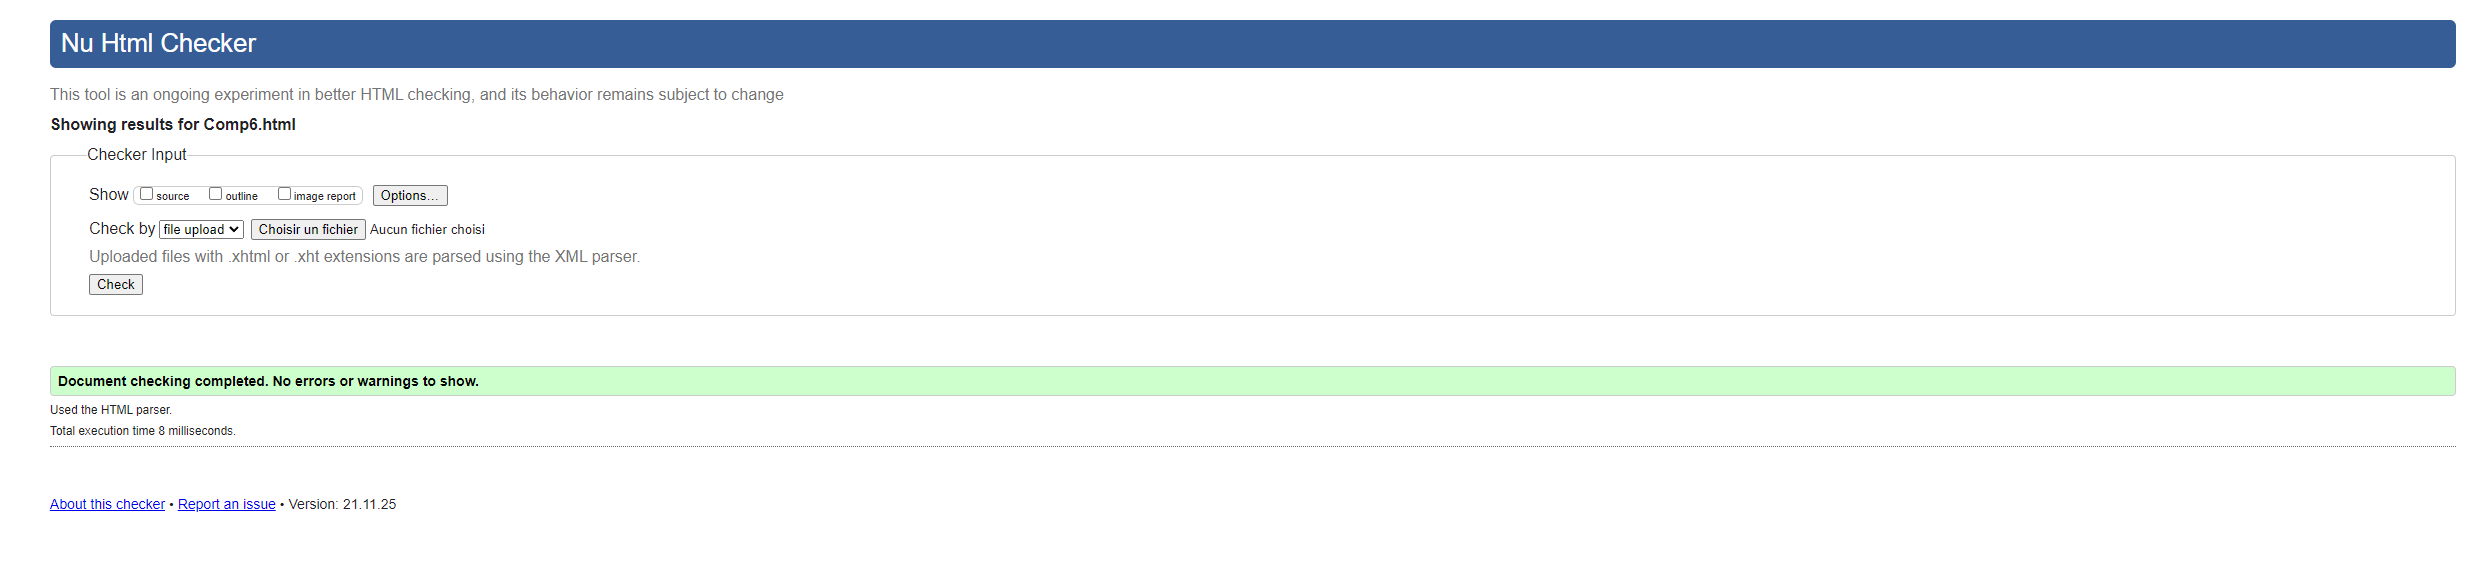 Nu Html Checker
This tool is an ongoing experiment in better HTML checking, and its behavior remains subject to change
Showing results for Comp6.html
Checker Input
Show source outline image report Options...
Check by file upload Choisir un fichier Aucun fichier choisi
Uploaded files with .xhtml or .xht extensions are parsed using the XML parser.
Check
Document checking completed. No errors or warnings to show.
Used the HTML parser.
Total execution time 8 milliseconds.
About this checker • Report an issue • Version: 21.11.25